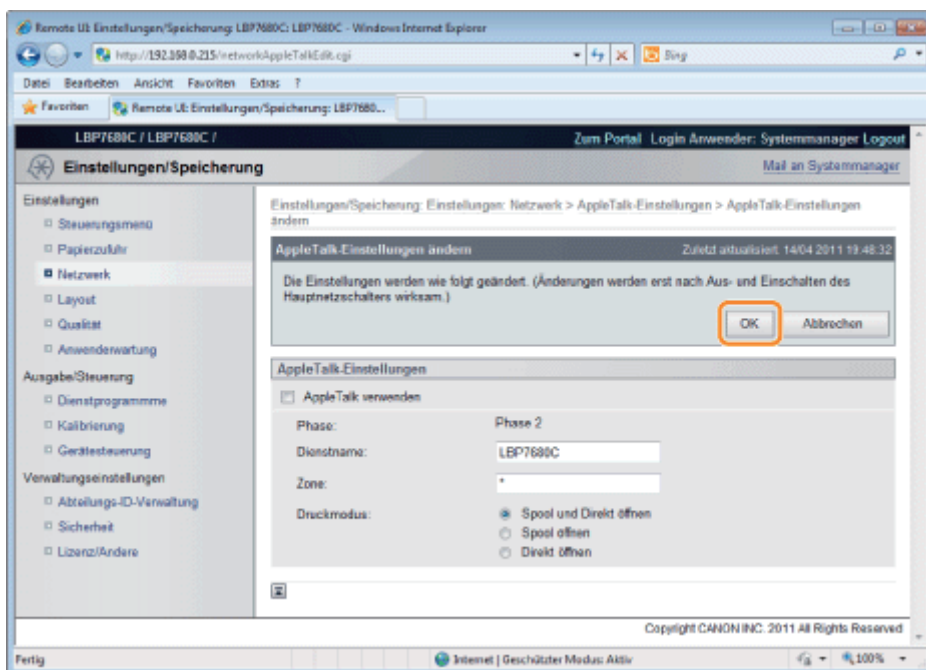 Remote UI: Einstellungen/Speicherung: LBP7680C: LBP7680C - Windows Internet Explorer
http://192.168.0.215/networkAppleTalkEdit.cgi
Bing
Datei Bearbeiten Ansicht Favoriten Extras ?
Favoriten Remote UI: Einstellungen/Speicherung: LBP7680...
LBP7680C / LBP7680C / Zum Portal Login Anwender: Systemmanager Logout
Einstellungen/Speicherung Mail an Systemmanager
Einstellungen
Steuerungsmenü
Papierzufuhr
Netzwerk
Layout
Qualität
Anwenderwartung
Ausgabe/Steuerung
Dienstprogrammme
Kalibrierung
Gerätesteuerung
Verwaltungseinstellungen
Abteilungs-ID-Verwaltung
Sicherheit
Lizenz/Andere
Einstellungen/Speicherung: Einstellungen: Netzwerk > AppleTalk-Einstellungen > AppleTalk-Einstellungen
ändern
AppleTalk-Einstellungen ändern Zuletzt aktualisiert: 14/04 2011 19:48:32
Die Einstellungen werden wie folgt geändert. (Änderungen werden erst nach Aus- und Einschalten des
Hauptnetzschalters wirksam.)
OK Abbrechen
AppleTalk-Einstellungen
AppleTalk verwenden
Phase: Phase 2
Dienstname: LBP7680C
Zone: *
Druckmodus: Spool und Direkt öffnen
Spool öffnen
Direkt öffnen
Copyright CANON INC. 2011 All Rights Reserved
Fertig Internet | Geschützter Modus: Aktiv 100%